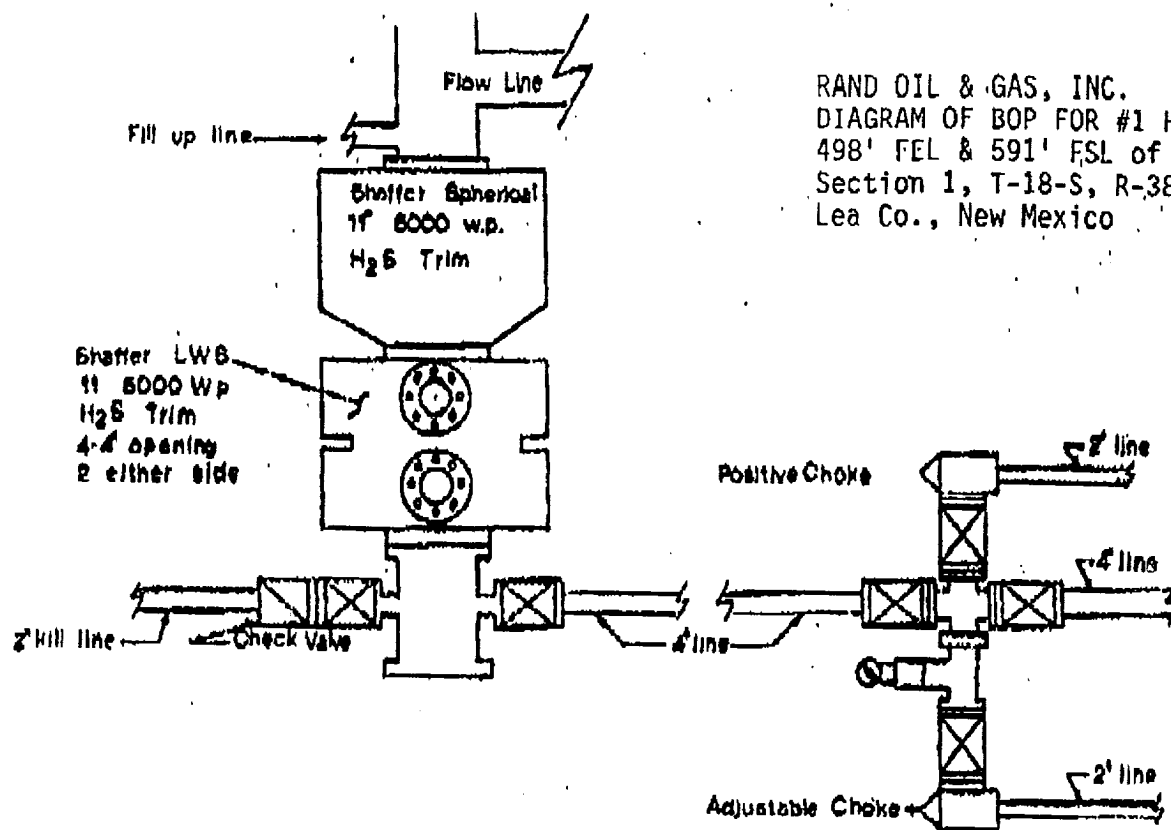 RAND OIL & GAS, INC.
DIAGRAM OF BOP FOR #1 H
498' FEL & 591' FSL of
Section 1, T-18-S, R-38
Lea Co., New Mexico
Flow Line
Fill up line
Shaffer Spherical
11" 5000 w.p.
H2S Trim
Shaffer LWS
11 5000 Wp
H2S Trim
4-4" opening
2 either side
Positive Choke
2" line
4" line
2" kill line
Check Valve
4" line
Adjustable Choke
2" line